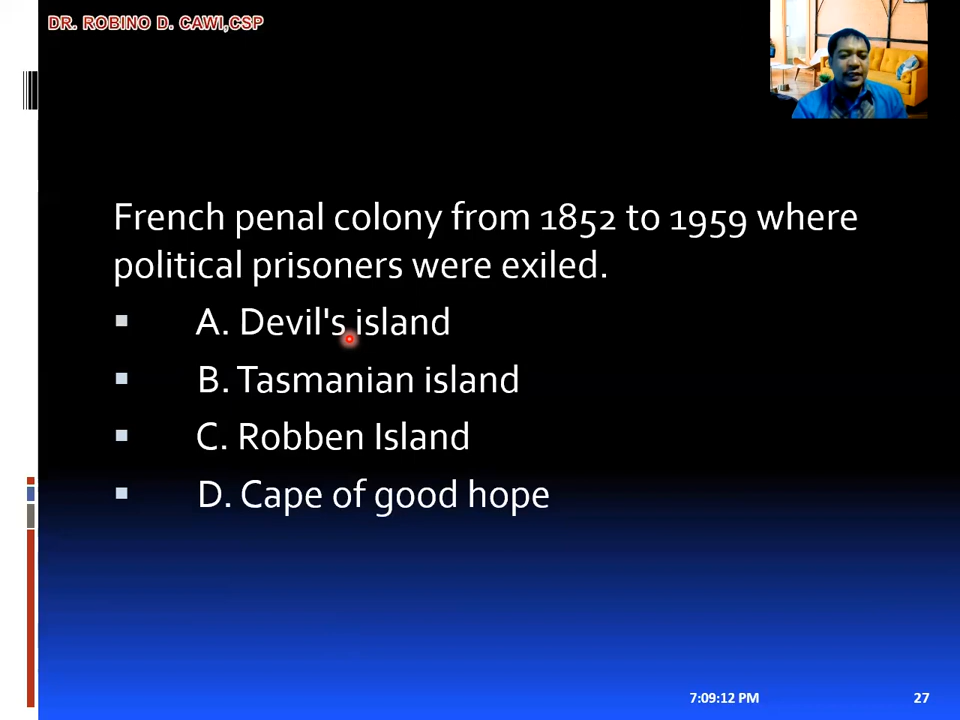 DR. ROBINO D. CAWI,CSP
French penal colony from 1852 to 1959 where
political prisoners were exiled.
A. Devil's island
B. Tasmanian island
C. Robben Island
D. Cape of good hope
7:09:12 PM 27